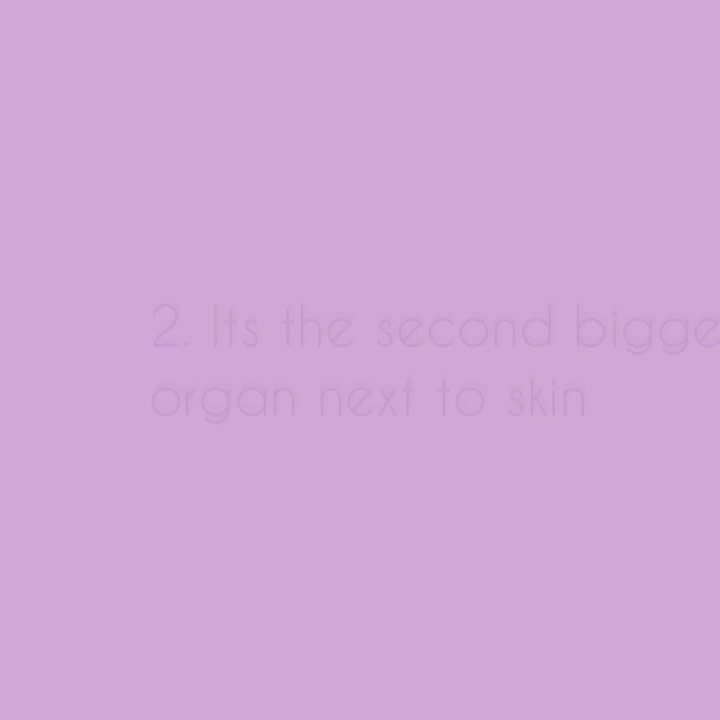 2. Its the second bigge
organ next to skin